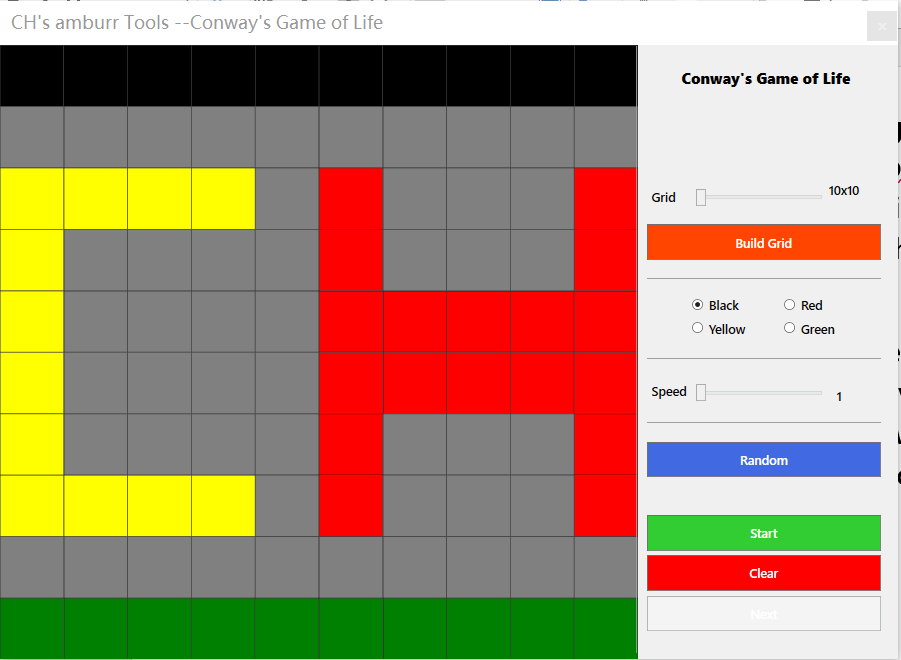 CH's amburr Tools --Conway's Game of Life
Conway's Game of Life
Grid 10x10
Build Grid
Black Red
Yellow Green
Speed 1
Random
Start
Clear
Next